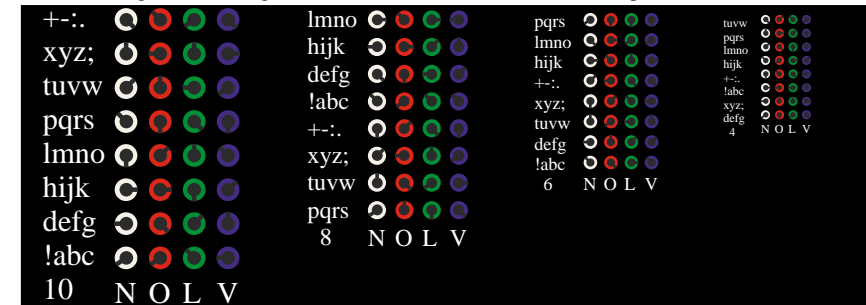 +-:.
xyz;
tuvw
pqrs
lmno
hijk
defg
!abc
10 N O L V
lmno
hijk
defg
!abc
+-:.
xyz;
tuvw
pqrs
8 N O L V
pqrs
lmno
hijk
+-:.
xyz;
tuvw
defg
!abc
6 N O L V
tuvw
pqrs
lmno
hijk
+-:.
!abc
xyz;
defg
4 N O L V